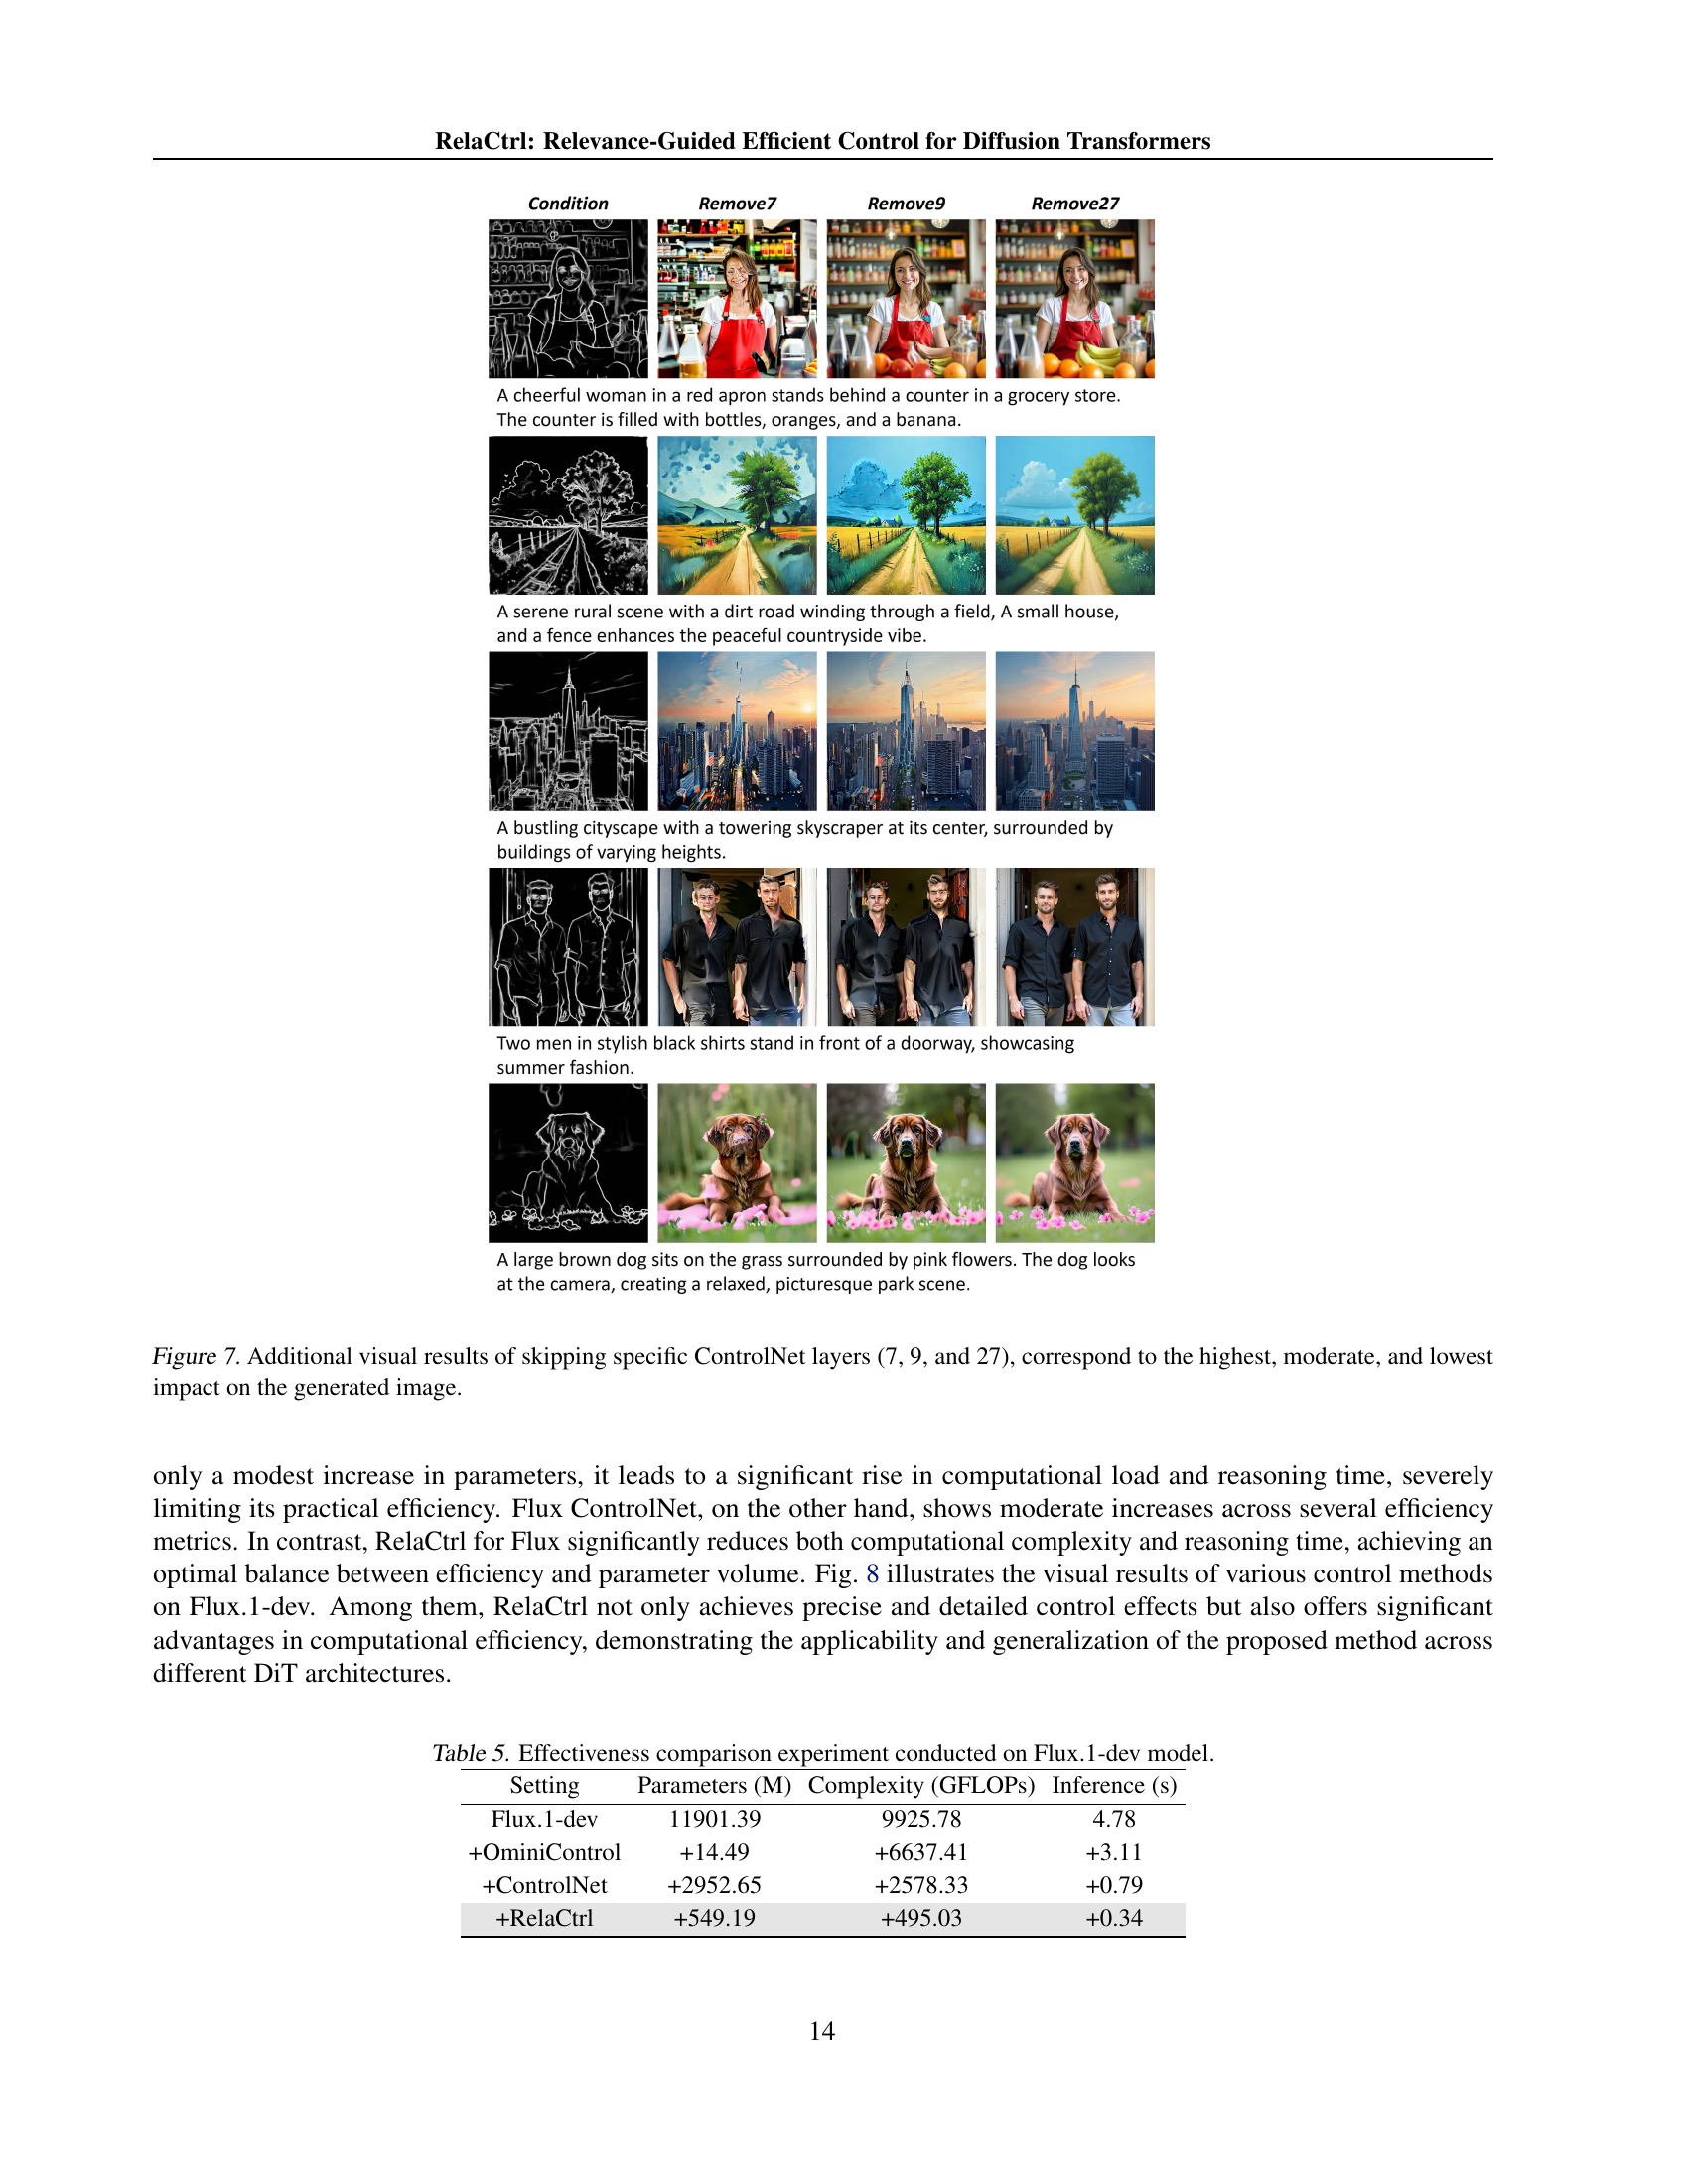 RelaCtrl: Relevance-Guided Efficient Control for Diffusion Transformers
Condition Remove7 Remove9 Remove27
A cheerful woman in a red apron stands behind a counter in a grocery store.
The counter is filled with bottles, oranges, and a banana.
A serene rural scene with a dirt road winding through a field, A small house,
and a fence enhances the peaceful countryside vibe.
A bustling cityscape with a towering skyscraper at its center, surrounded by
buildings of varying heights.
Two men in stylish black shirts stand in front of a doorway, showcasing
summer fashion.
A large brown dog sits on the grass surrounded by pink flowers. The dog looks
at the camera, creating a relaxed, picturesque park scene.
Figure 7. Additional visual results of skipping specific ControlNet layers (7, 9, and 27), correspond to the highest, moderate, and lowest
impact on the generated image.
only a modest increase in parameters, it leads to a significant rise in computational load and reasoning time, severely
limiting its practical efficiency. Flux ControlNet, on the other hand, shows moderate increases across several efficiency
metrics. In contrast, RelaCtrl for Flux significantly reduces both computational complexity and reasoning time, achieving an
optimal balance between efficiency and parameter volume. Fig. 8 illustrates the visual results of various control methods
on Flux.1-dev. Among them, RelaCtrl not only achieves precise and detailed control effects but also offers significant
advantages in computational efficiency, demonstrating the applicability and generalization of the proposed method across
different DiT architectures.
Table 5. Effectiveness comparison experiment conducted on Flux.1-dev model.
Setting Parameters (M) Complexity (GFLOPs) Inference (s)
Flux.1-dev 11901.39 9925.78 4.78
+OminiControl +14.49 +6637.41 +3.11
+ControlNet +2952.65 +2578.33 +0.79
+RelaCtrl +549.19 +495.03 +0.34
14